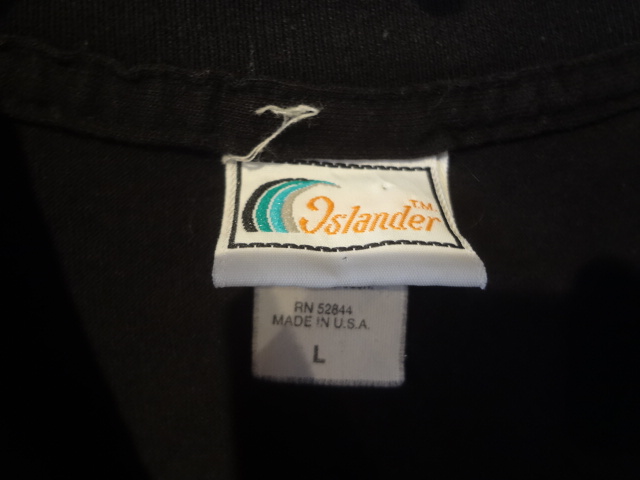 Islander™
RN 52844
MADE IN U.S.A.
L